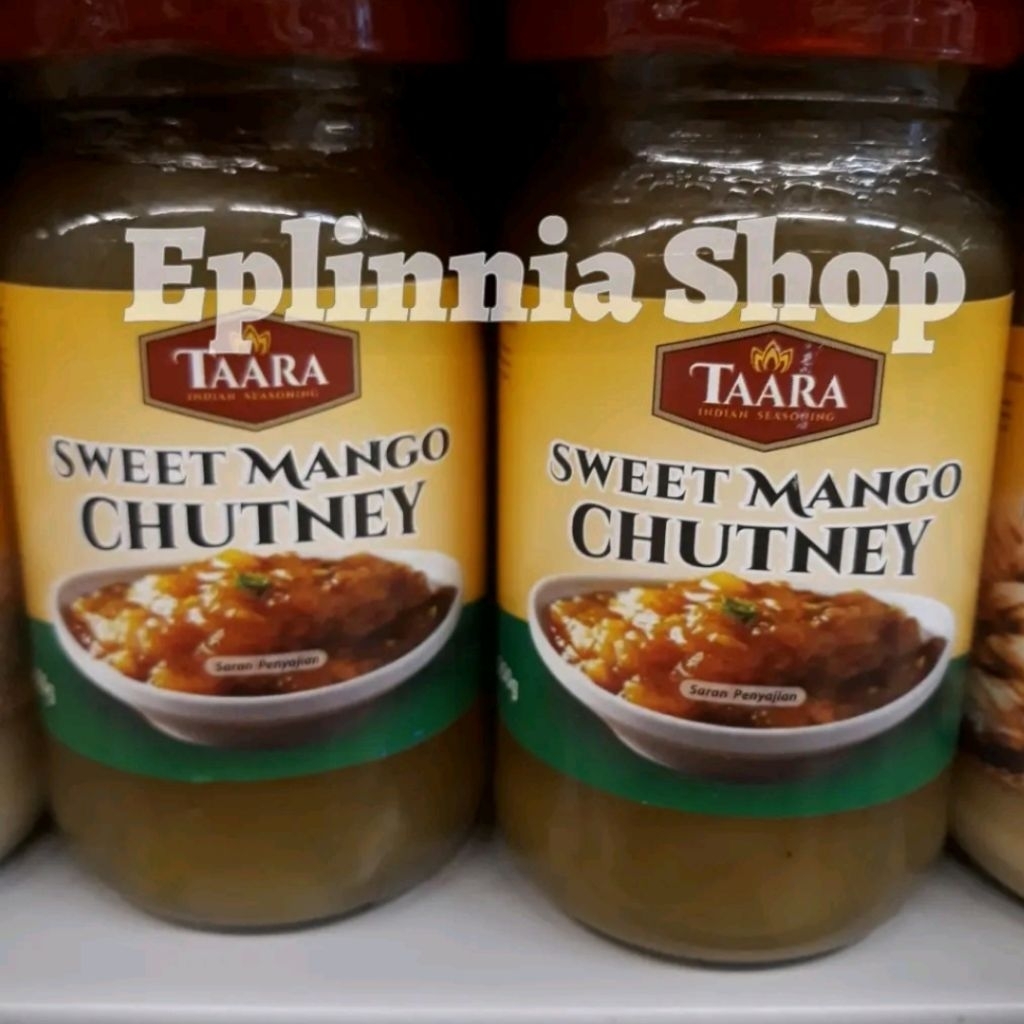 Eplinnia Shop
TAARA
INDIAN SEASONING
SWEET MANGO
CHUTNEY
Saran Penyajian
TAARA
INDIAN SEASONING
SWEET MANGO
CHUTNEY
Saran Penyajian